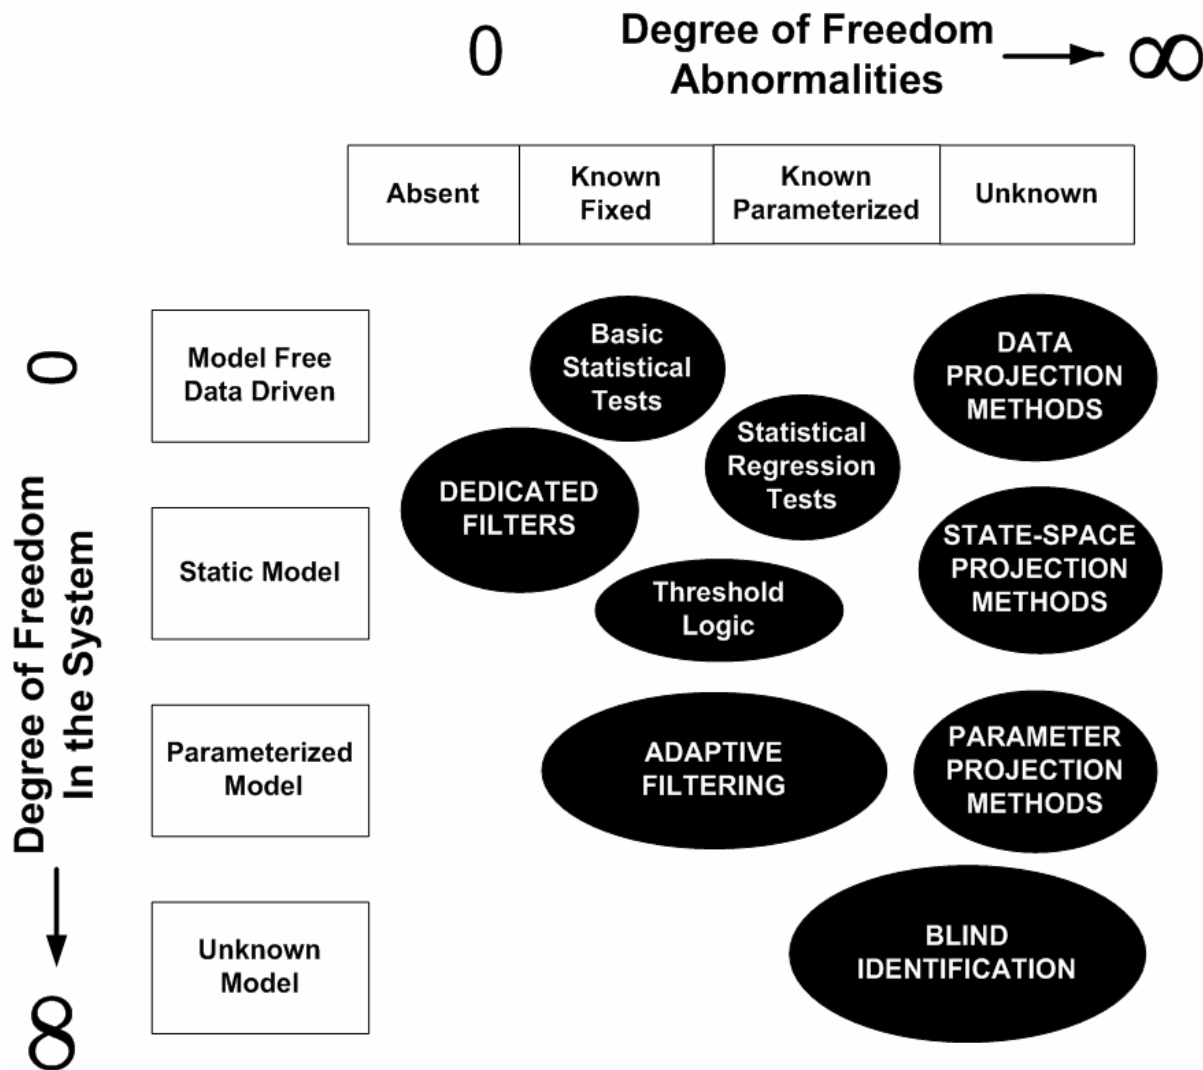 0
Degree of Freedom
Abnormalities
∞
Absent
Known
Fixed
Known
Parameterized
Unknown
0
Degree of Freedom
In the System
∞
Model Free
Data Driven
Basic
Statistical
Tests
DATA
PROJECTION
METHODS
Statistical
Regression
Tests
DEDICATED
FILTERS
Static Model
STATE-SPACE
PROJECTION
METHODS
Threshold
Logic
Parameterized
Model
ADAPTIVE
FILTERING
PARAMETER
PROJECTION
METHODS
Unknown
Model
BLIND
IDENTIFICATION